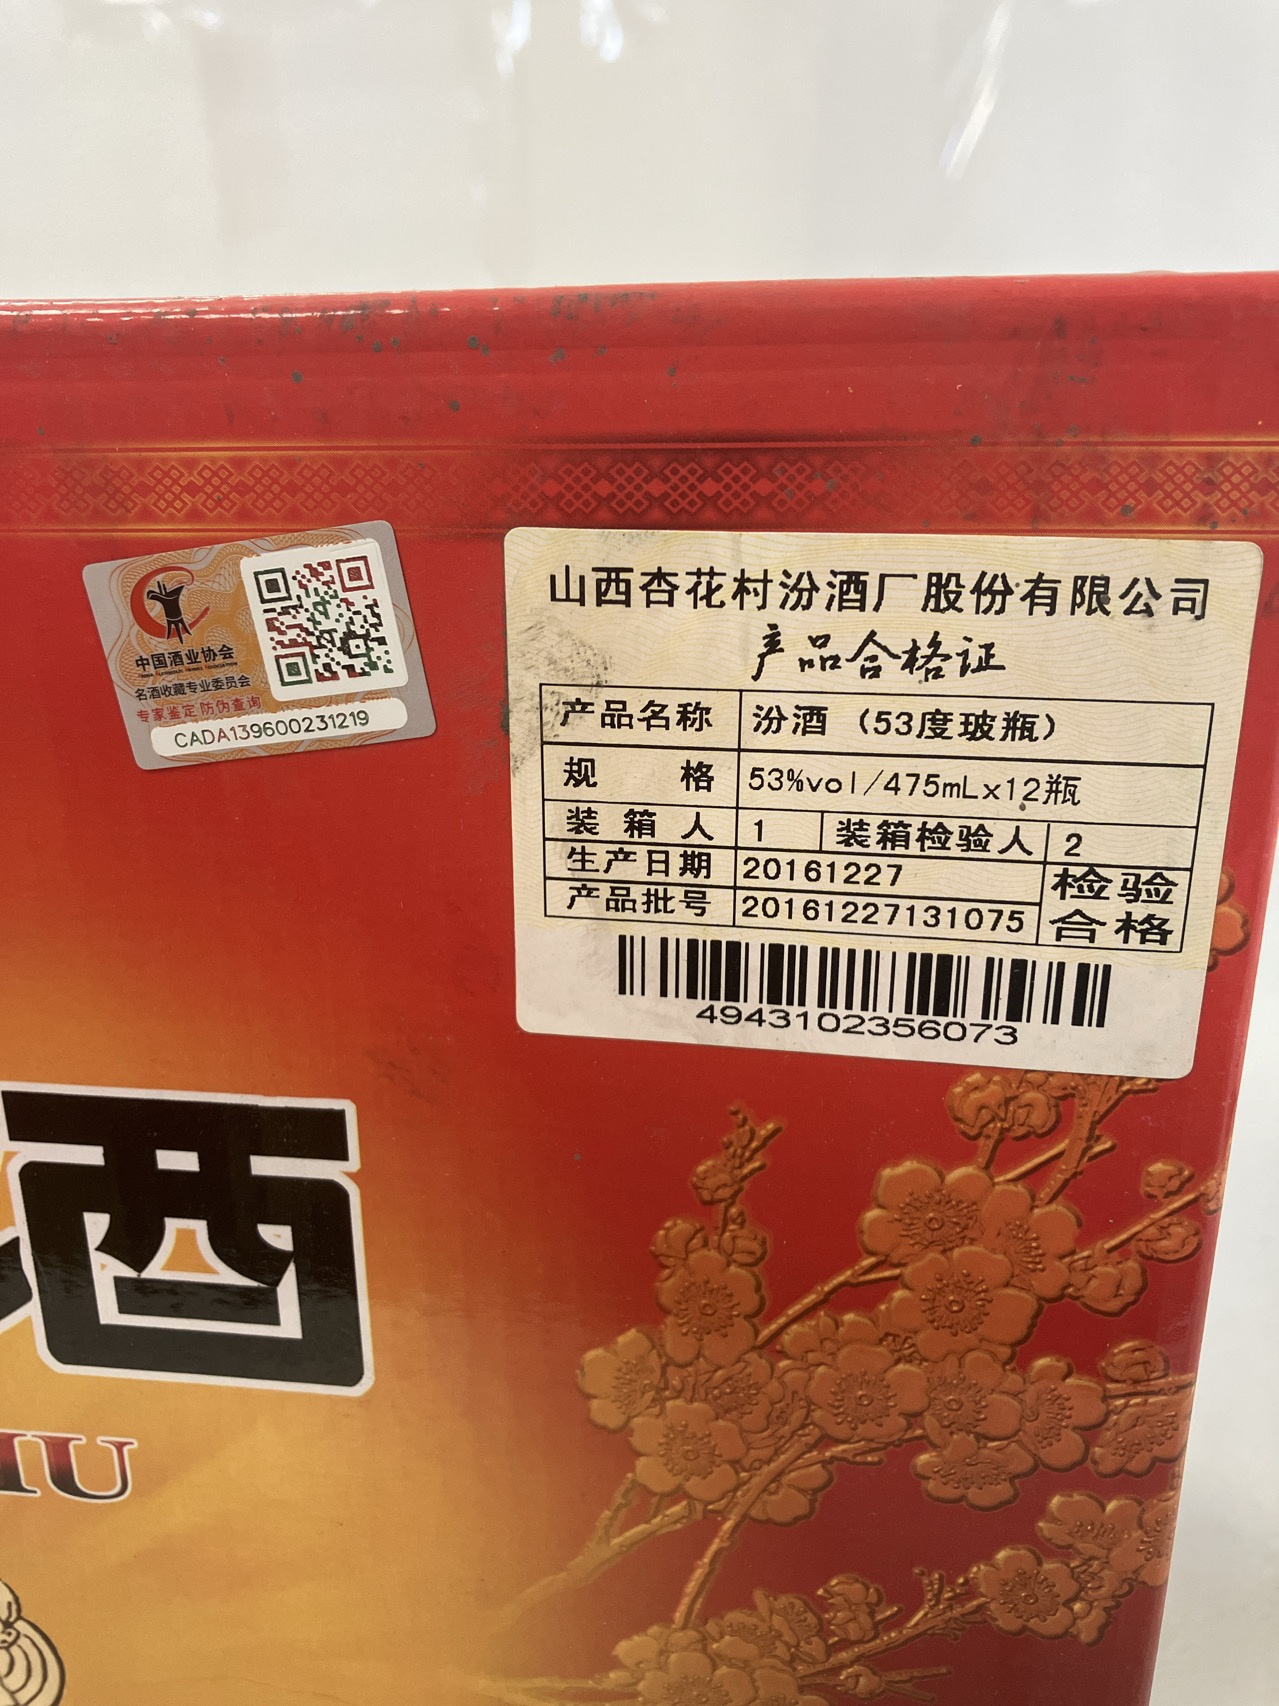 中国酒业协会
名酒收藏专业委员会
专家鉴定 防伪查询
CADA139600231219
山西杏花村汾酒厂股份有限公司
产品合格证
产品名称 汾酒（53度玻瓶）
规 格 53%vol/475mLx12瓶
装 箱 人 1 装箱检验人 2
生产日期 20161227 检验
产品批号 20161227131075 合格
4943102356073
酒
IU